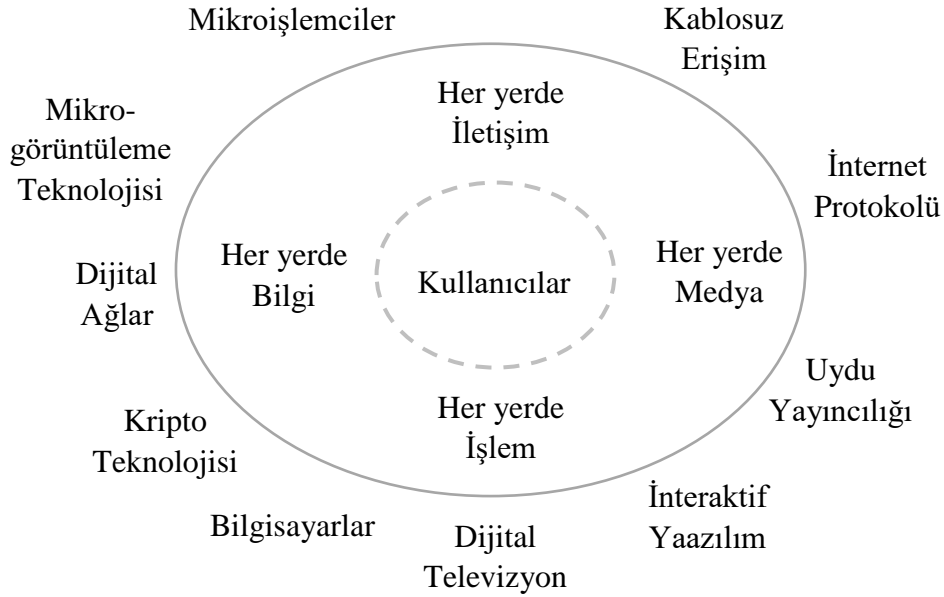 Mikroişlemciler
Kablosuz
Erişim
Her yerde
İletişim
Mikro-
görüntüleme
Teknolojisi
İnternet
Protokolü
Her yerde
Bilgi
Kullanıcılar
Her yerde
Medya
Dijital
Ağlar
Uydu
Yayıncılığı
Her yerde
İşlem
Kripto
Teknolojisi
İnteraktif
Yaazılım
Bilgisayarlar
Dijital
Televizyon